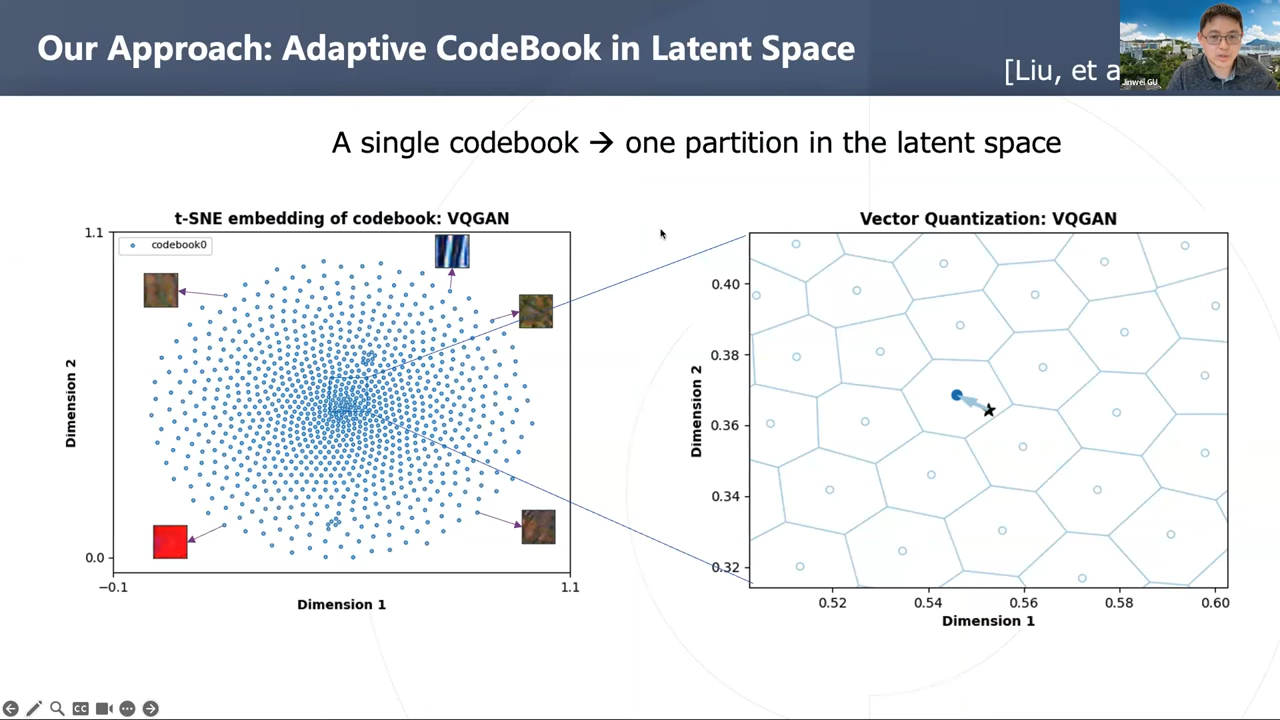 Our Approach: Adaptive CodeBook in Latent Space
[Liu, et a
Jinwei GU
A single codebook → one partition in the latent space
t-SNE embedding of codebook: VQGAN
1.1
codebook0
Dimension 2
0.0
−0.1
1.1
Dimension 1
Vector Quantization: VQGAN
0.40
0.38
0.36
0.34
0.32
Dimension 2
0.52
0.54
0.56
0.58
0.60
Dimension 1
CC